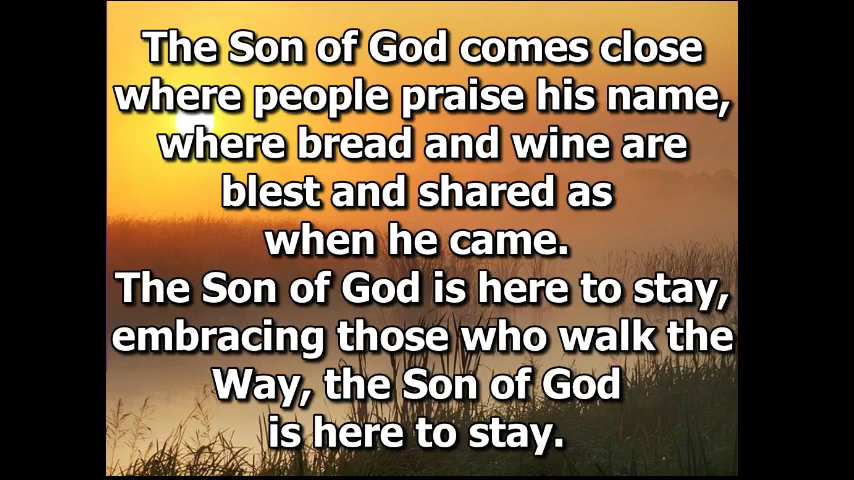 The Son of God comes close
where people praise his name,
where bread and wine are
blest and shared as
when he came.
The Son of God is here to stay,
embracing those who walk the
Way, the Son of God
is here to stay.